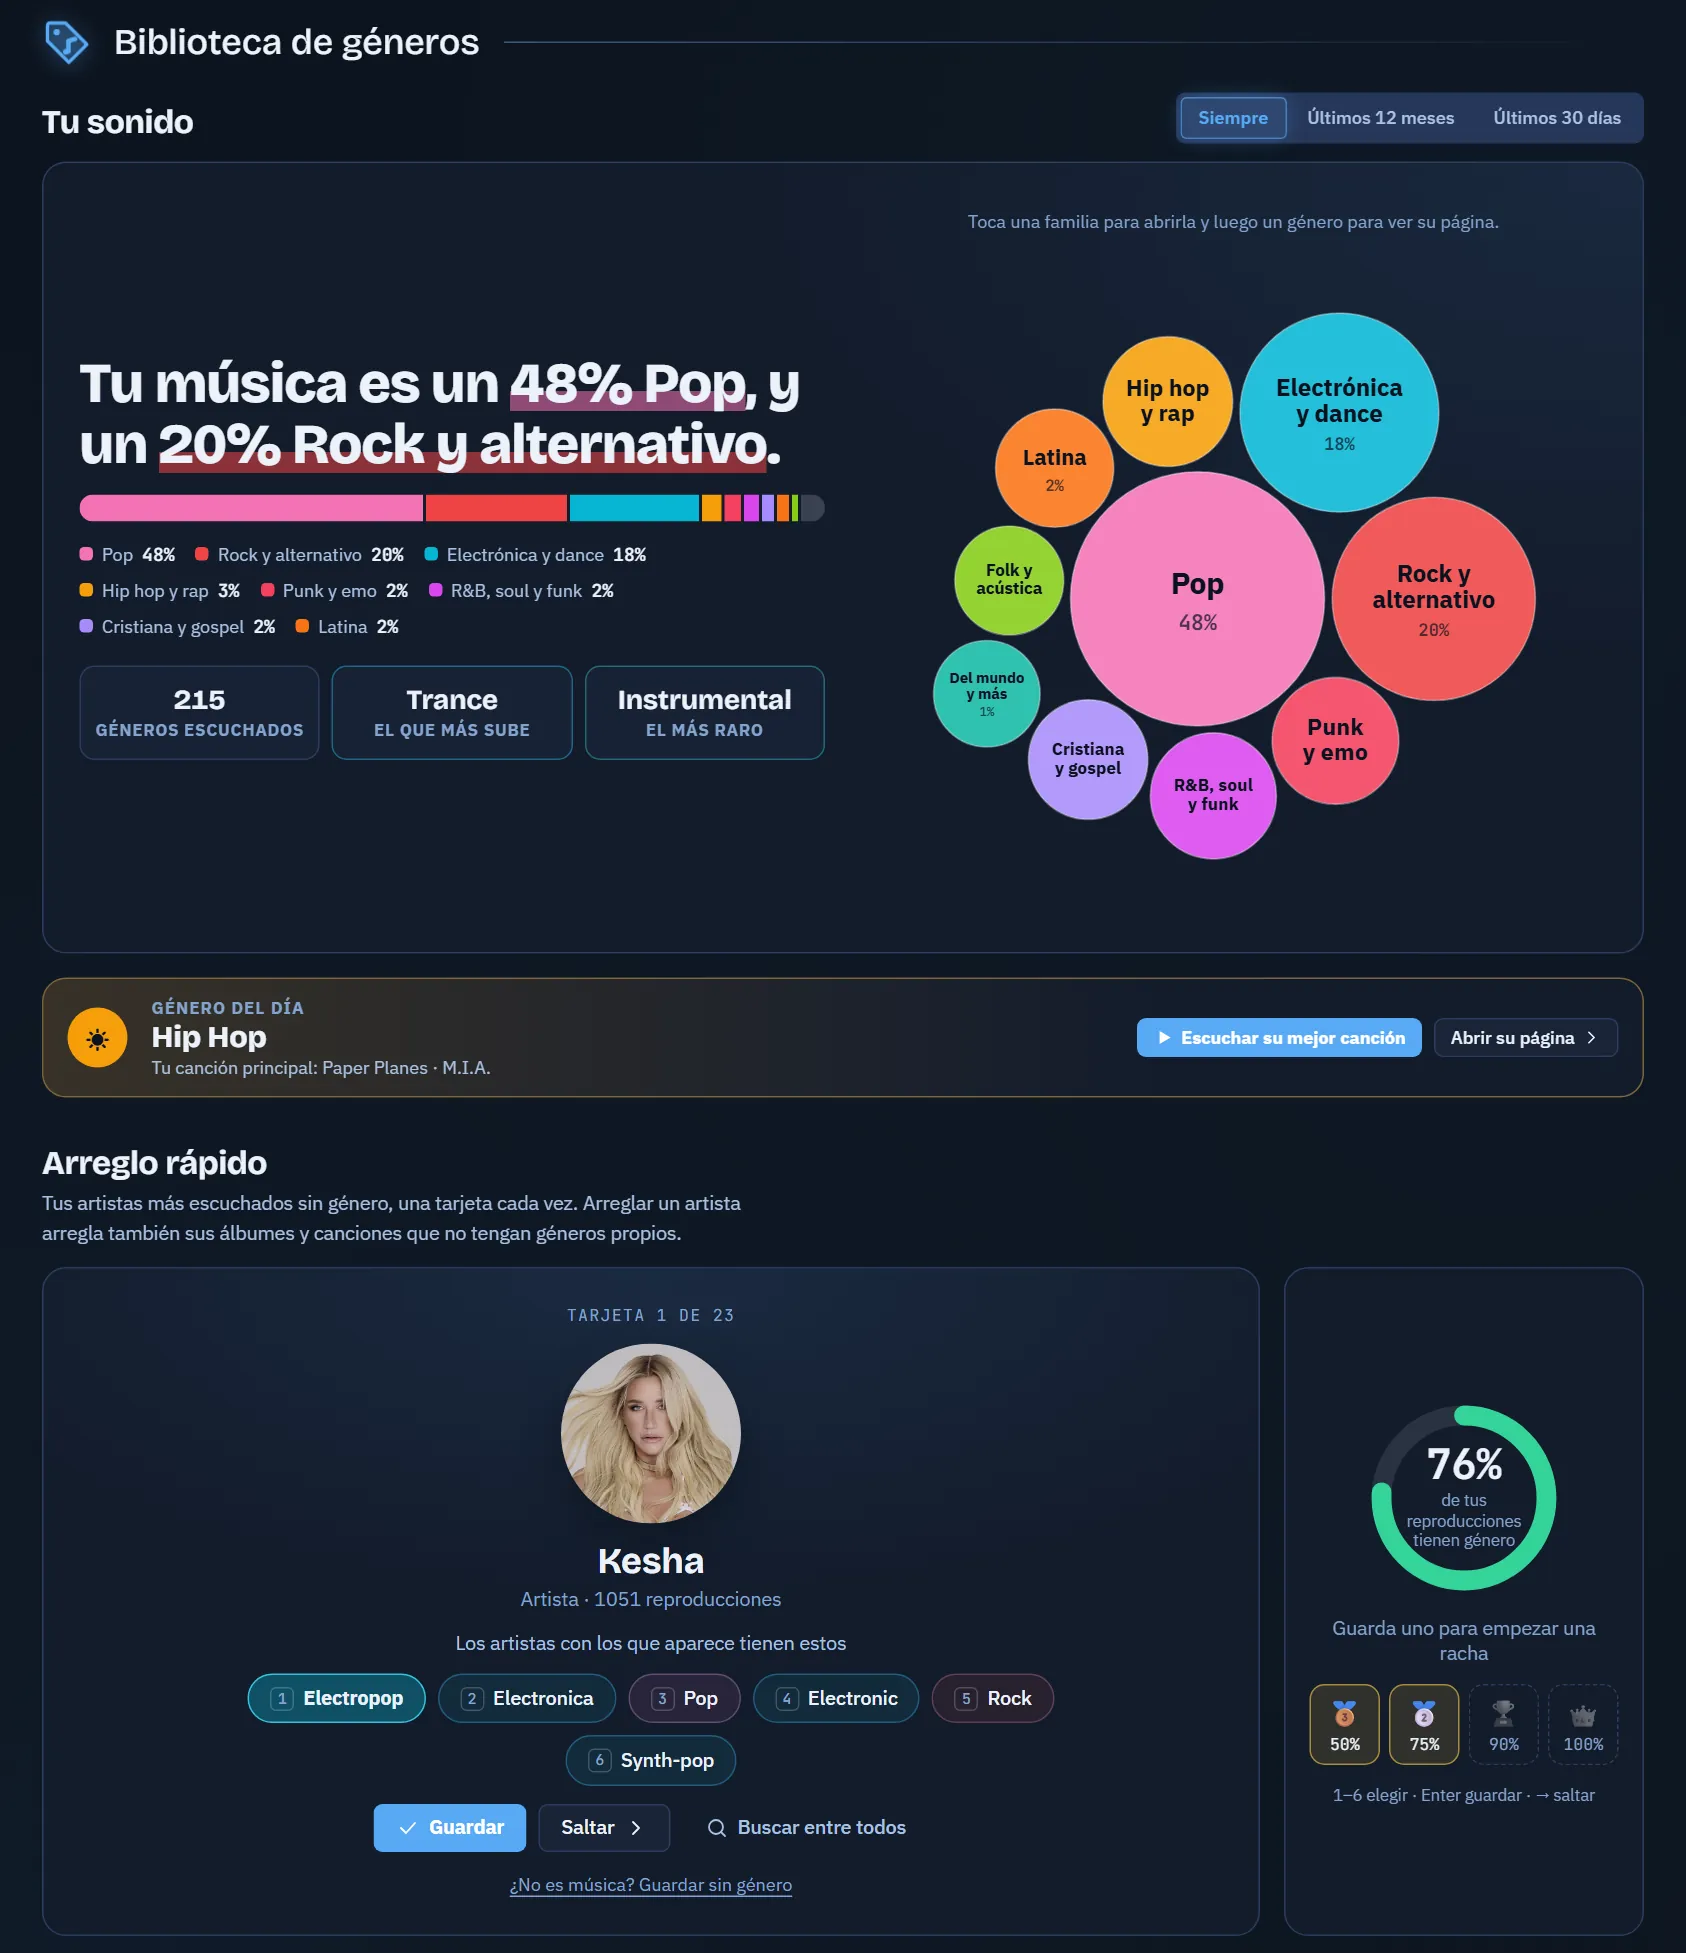 Biblioteca de géneros
Tu sonido
Siempre
Últimos 12 meses
Últimos 30 días
Toca una familia para abrirla y luego un género para ver su página.
Tu música es un 48% Pop, y
un 20% Rock y alternativo.
Pop 48% Rock y alternativo 20% Electrónica y dance 18%
Hip hop y rap 3% Punk y emo 2% R&B, soul y funk 2%
Cristiana y gospel 2% Latina 2%
215
GÉNEROS ESCUCHADOS
Trance
EL QUE MÁS SUBE
Instrumental
EL MÁS RARO
Hip hop
y rap
Electrónica
y dance
18%
Latina
2%
Folk y
acústica
Pop
48%
Rock y
alternativo
20%
Del mundo
y más
1%
Cristiana
y gospel
R&B, soul
y funk
Punk
y emo
GÉNERO DEL DÍA
Hip Hop
Tu canción principal: Paper Planes · M.I.A.
Escuchar su mejor canción
Abrir su página
Arreglo rápido
Tus artistas más escuchados sin género, una tarjeta cada vez. Arreglar un artista
arregla también sus álbumes y canciones que no tengan géneros propios.
TARJETA 1 DE 23
Kesha
Artista · 1051 reproducciones
Los artistas con los que aparece tienen estos
1 Electropop
2 Electronica
3 Pop
4 Electronic
5 Rock
6 Synth-pop
Guardar
Saltar
Buscar entre todos
¿No es música? Guardar sin género
76%
de tus
reproducciones
tienen género
Guarda uno para empezar una
racha
3
50%
2
75%
90%
100%
1–6 elegir · Enter guardar · → saltar